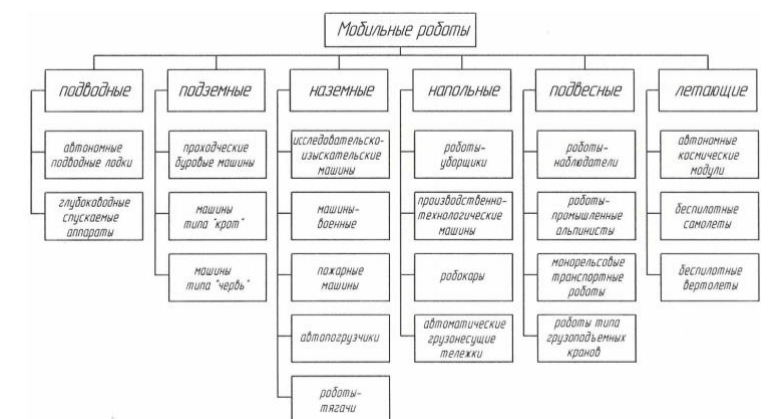 Мобильные роботы
подводные
подземные
наземные
напольные
подвесные
летающие
автономные
подводные лодки
глубоководные
спускаемые
аппараты
проходческие
буровые машины
машины
типа "крот"
машины
типа "червь"
исследовательско-
изыскательские
машины
машины-
военные
пожарные
машины
автопогрузчики
роботы-
тягачи
роботы-
уборщики
производственно-
технологические
машины
робокары
автоматические
грузонесущие
тележки
роботы-
наблюдатели
роботы-
промышленные
альпинисты
монорельсовые
транспортные
роботы
роботы типа
грузоподъемных
кранов
автономные
космические
модули
беспилотные
самолеты
беспилотные
вертолеты